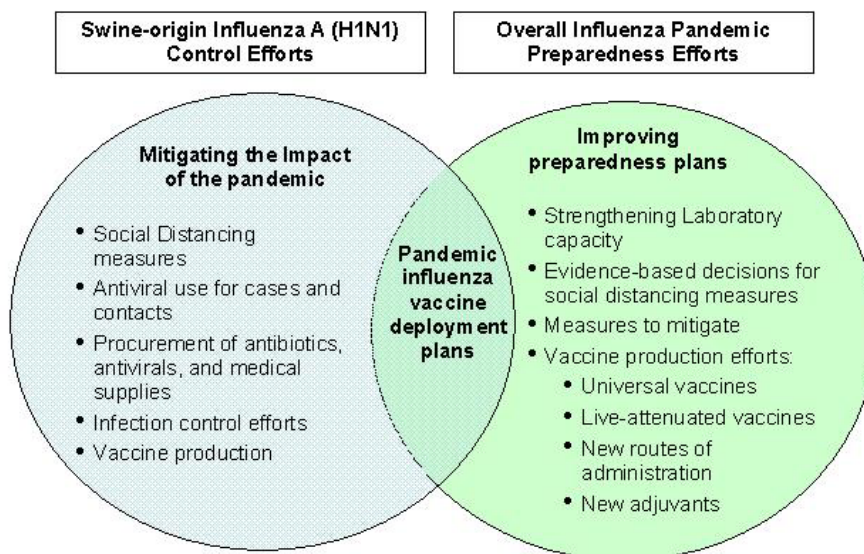 Swine-origin Influenza A (H1N1)
Control Efforts
Overall Influenza Pandemic
Preparedness Efforts
Mitigating the Impact
of the pandemic
• Social Distancing
measures
• Antiviral use for cases and
contacts
• Procurement of antibiotics,
antivirals, and medical
supplies
• Infection control efforts
• Vaccine production
Pandemic
influenza
vaccine
deployment
plans
Improving
preparedness plans
• Strengthening Laboratory
capacity
• Evidence-based decisions for
social distancing measures
• Measures to mitigate
• Vaccine production efforts:
• Universal vaccines
• Live-attenuated vaccines
• New routes of
administration
• New adjuvants